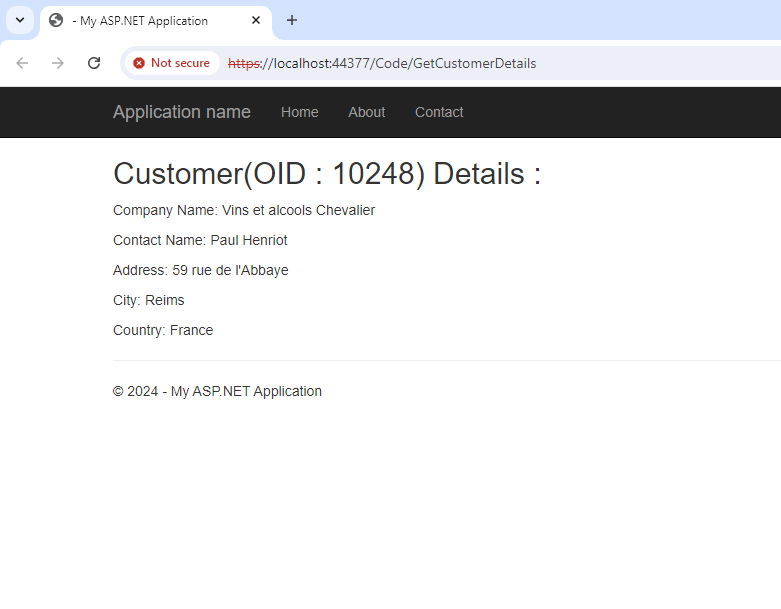 - My ASP.NET Application
Not secure https://localhost:44377/Code/GetCustomerDetails
Application name Home About Contact
Customer(OID : 10248) Details :
Company Name: Vins et alcools Chevalier
Contact Name: Paul Henriot
Address: 59 rue de l'Abbaye
City: Reims
Country: France
© 2024 - My ASP.NET Application